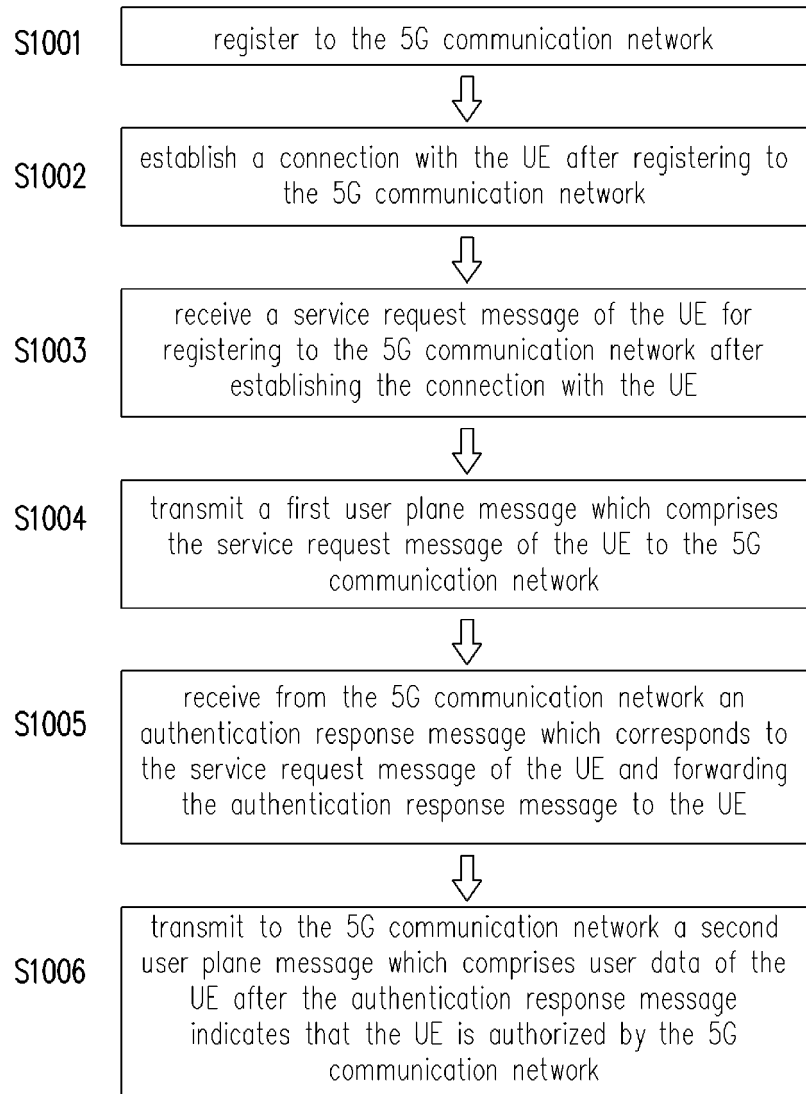 S1001
register to the 5G communication network
S1002
establish a connection with the UE after registering to
the 5G communication network
S1003
receive a service request message of the UE for
registering to the 5G communication network after
establishing the connection with the UE
S1004
transmit a first user plane message which comprises
the service request message of the UE to the 5G
communication network
S1005
receive from the 5G communication network an
authentication response message which corresponds to
the service request message of the UE and forwarding
the authentication response message to the UE
S1006
transmit to the 5G communication network a second
user plane message which comprises user data of the
UE after the authentication response message
indicates that the UE is authorized by the 5G
communication network